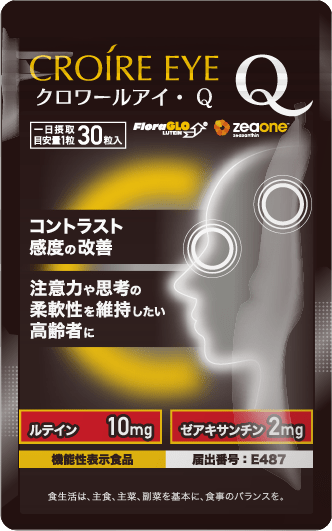 CROÍRE EYE Q
クロワールアイ・Q
一日摂取
目安量1粒 30粒入
FloraGLO
LUTEIN
zeaone™
zeaxanthin
コントラスト
感度の改善
注意力や思考の
柔軟性を維持したい
高齢者に
ルテイン 10mg
ゼアキサンチン 2mg
機能性表示食品
届出番号：E487
食生活は、主食、主菜、副菜を基本に、食事のバランスを。